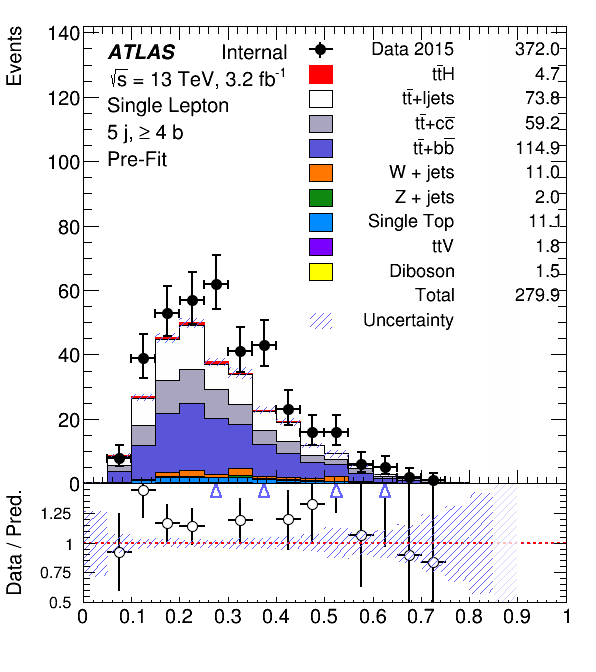 Events
140
120
100
80
60
40
20
0
ATLAS Internal
√s = 13 TeV, 3.2 fb⁻¹
Single Lepton
5 j, ≥ 4 b
Pre-Fit
Data 2015 372.0
tt̄H 4.7
tt̄+ljets 73.8
tt̄+cc̄ 59.2
tt̄+bb̄ 114.9
W + jets 11.0
Z + jets 2.0
Single Top 11.1
ttV 1.8
Diboson 1.5
Total 279.9
Uncertainty
Data / Pred.
1.25
1
0.75
0.5
0 0.1 0.2 0.3 0.4 0.5 0.6 0.7 0.8 0.9 1